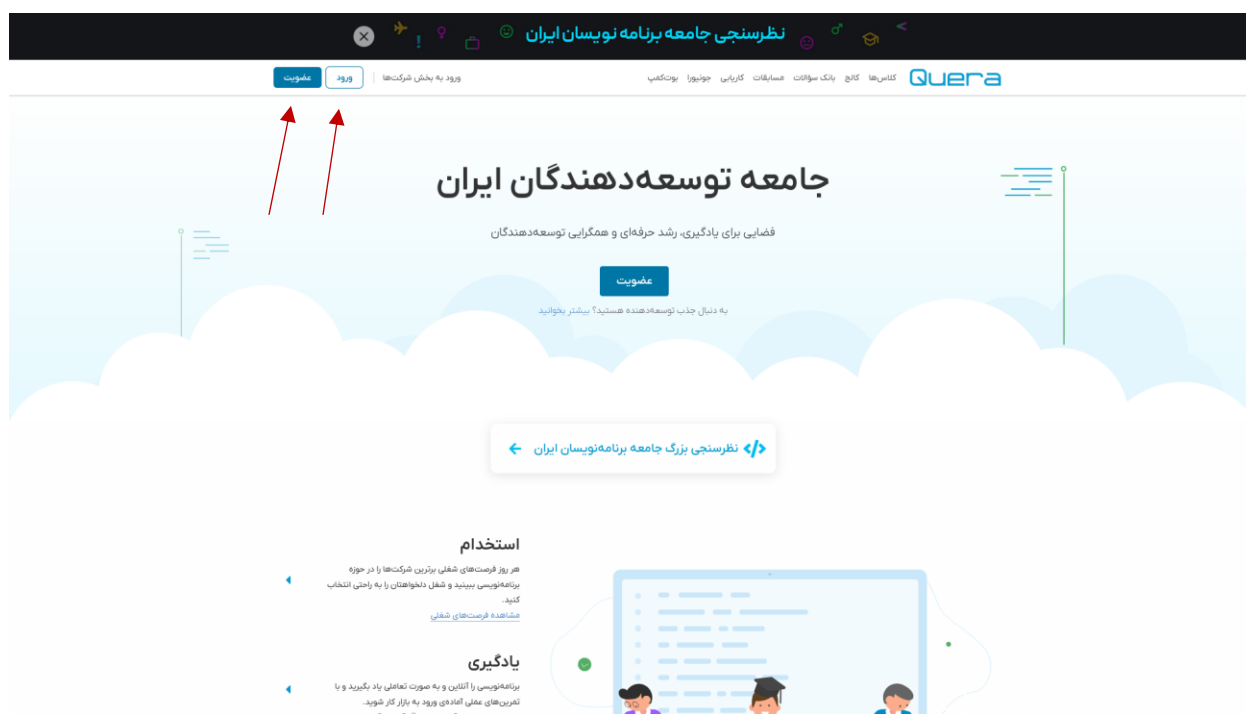 نظرسنجی جامعه برنامه نویسان ایران
Quera کلاس‌ها کالج بانک سؤالات مسابقات کاریابی جونیورا بوت‌کمپ ورود به بخش شرکت‌ها ورود عضویت
جامعه توسعه‌دهندگان ایران
فضایی برای یادگیری، رشد حرفه‌ای و همگرایی توسعه‌دهندگان
عضویت
به دنبال جذب توسعه‌دهنده هستید؟ بیشتر بخوانید
نظرسنجی بزرگ جامعه برنامه‌نویسان ایران
استخدام
هر روز فرصت‌های شغلی برترین شرکت‌ها را در حوزه
برنامه‌نویسی ببینید و شغل دلخواهتان را به راحتی انتخاب
کنید.
مشاهده فرصت‌های شغلی
یادگیری
برنامه‌نویسی را آنلاین و به صورت تعاملی یاد بگیرید و با
تمرین‌های عملی آماده‌ی ورود به بازار کار شوید.